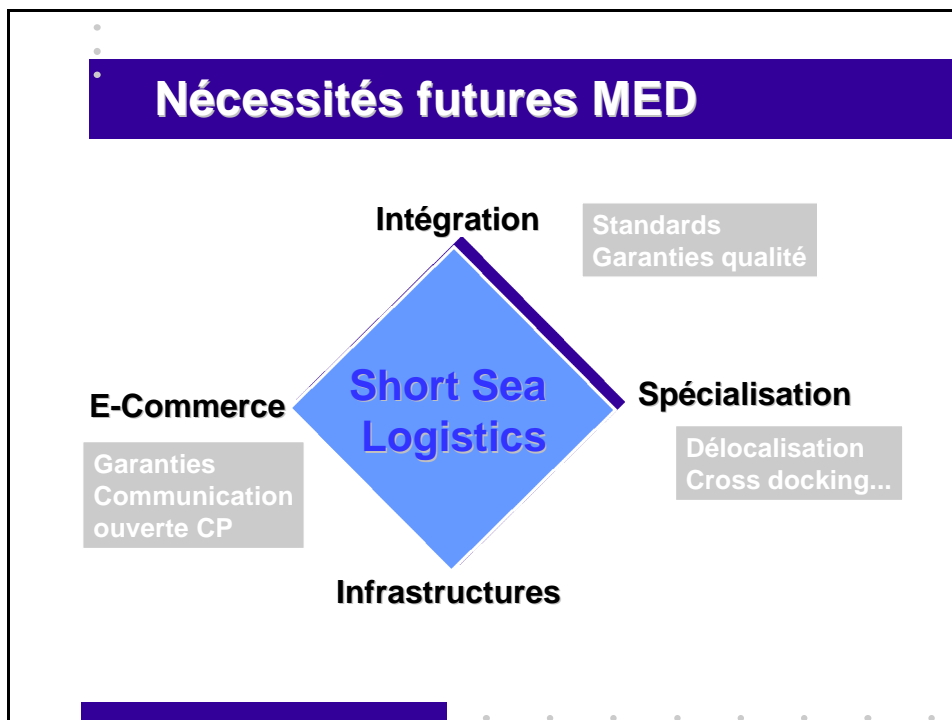 Nécessités futures MED
Intégration
Standards
Garanties qualité
Short Sea
Logistics
E-Commerce
Spécialisation
Garanties
Communication
ouverte CP
Délocalisation
Cross docking...
Infrastructures